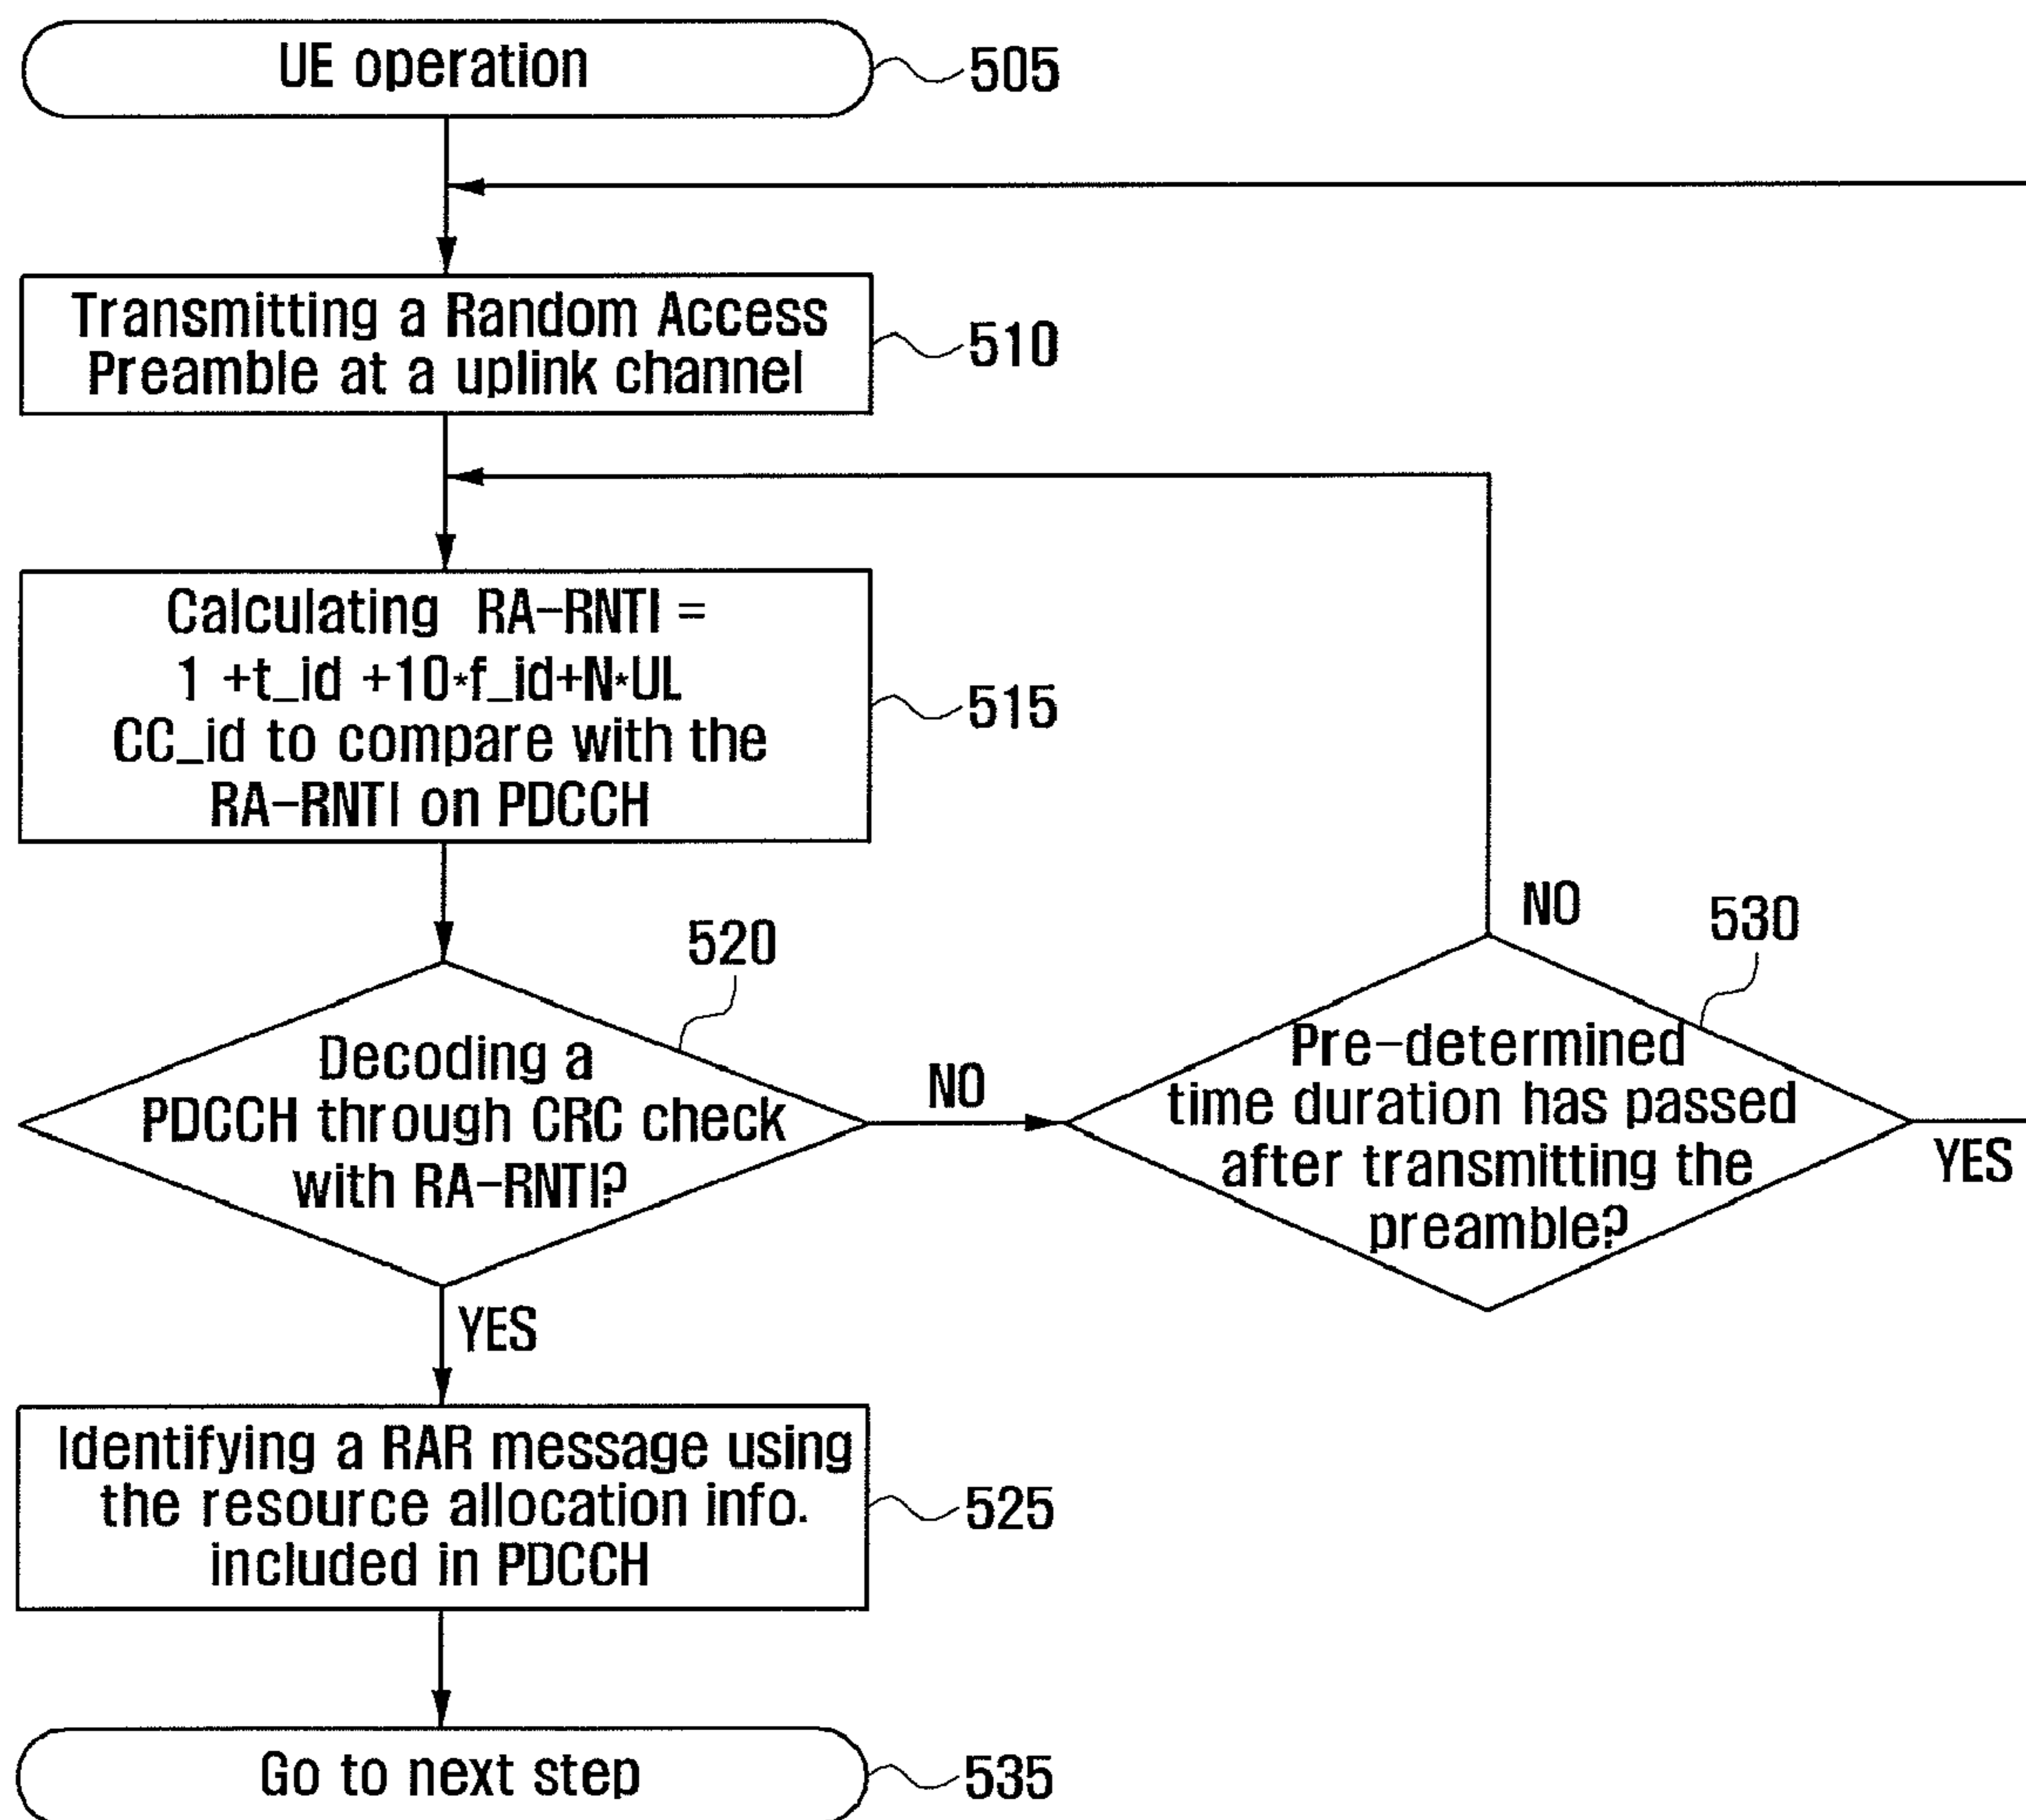 UE operation
505
Transmitting a Random Access
Preamble at a uplink channel
510
Calculating RA-RNTI =
1 +t_id +10*f_id+N*UL
CC_id to compare with the
RA-RNTI on PDCCH
515
520
Decoding a
PDCCH through CRC check
with RA-RNTI?
NO
YES
NO
530
Pre-determined
time duration has passed
after transmitting the
preamble?
YES
Identifying a RAR message using
the resource allocation info.
included in PDCCH
525
Go to next step
535